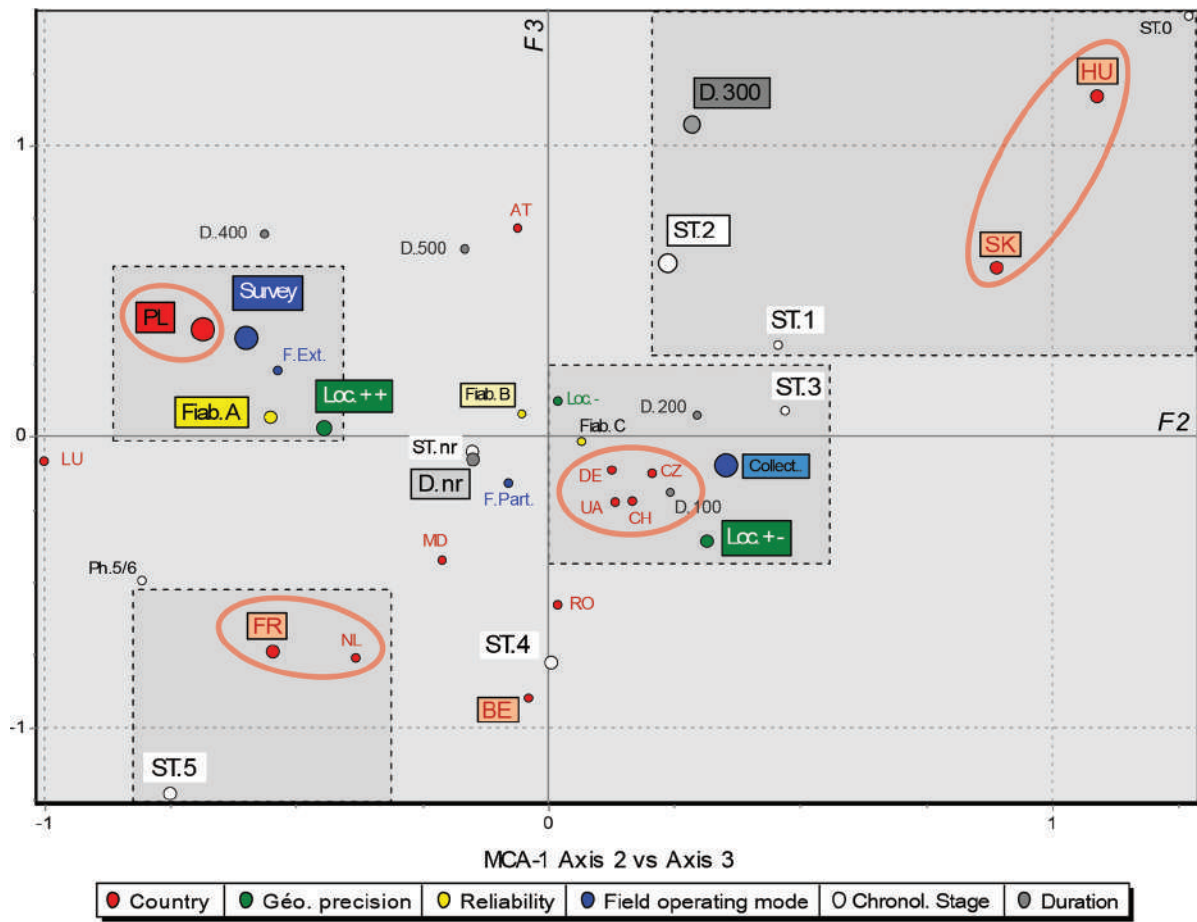 F3
ST.0
HU
D.300
1
AT
ST.2
D..400
D..500
SK
Survey
PL
ST.1
F.Ext.
Fiab.A
Loc.++
Fiab.B
Loc.-
D..200
ST.3
Fiab.C
F2
0
ST.nr
LU
DE
CZ
Collect..
D.nr
F.Part.
UA
CH
D.100
Loc.+-
MD
Ph.5/6
RO
FR
NL
ST.4
BE
-1
ST.5
-1
0
1
MCA-1 Axis 2 vs Axis 3
Country Géo. precision Reliability Field operating mode Chronol. Stage Duration